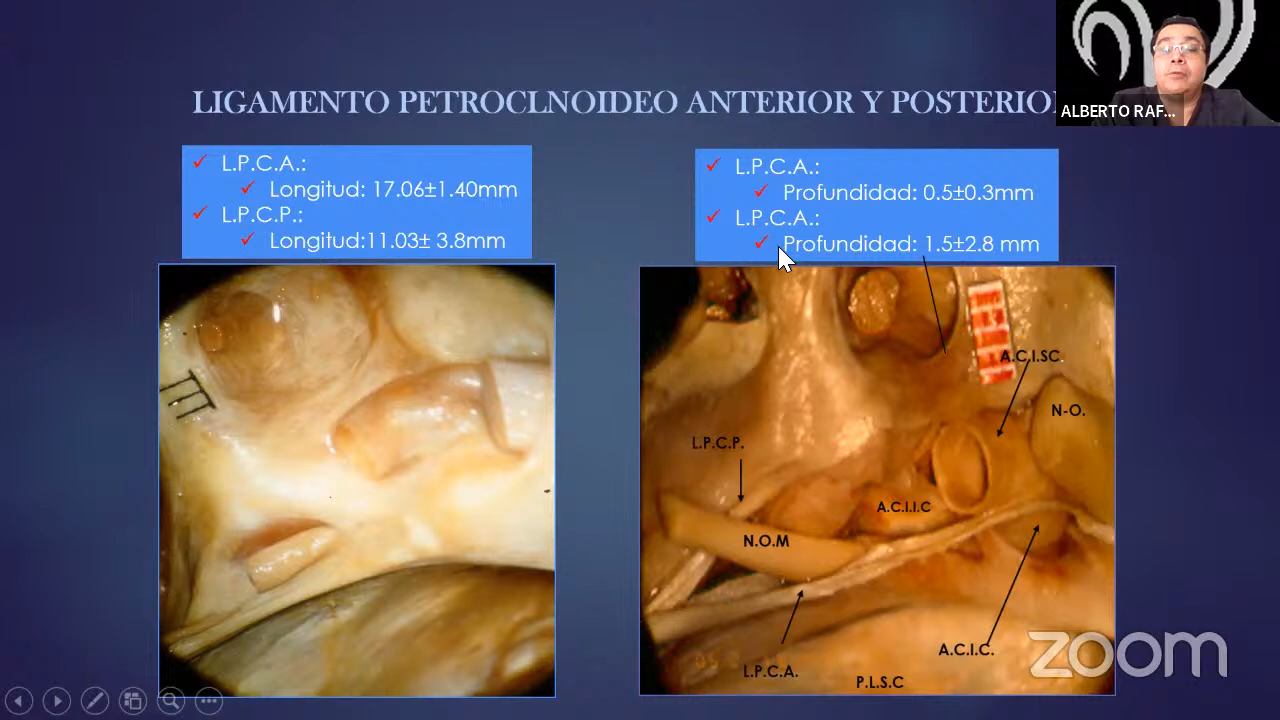 LIGAMENTO PETROCLNOIDEO ANTERIOR Y POSTERIO
ALBERTO RAF...
L.P.C.A.:
Longitud: 17.06±1.40mm
L.P.C.P.:
Longitud:11.03± 3.8mm
L.P.C.A.:
Profundidad: 0.5±0.3mm
L.P.C.A.:
Profundidad: 1.5±2.8 mm
A.C.I.SC.
N-O.
L.P.C.P.
A.C.I.I.C
N.O.M
A.C.I.C.
L.P.C.A.
P.L.S.C
zoom